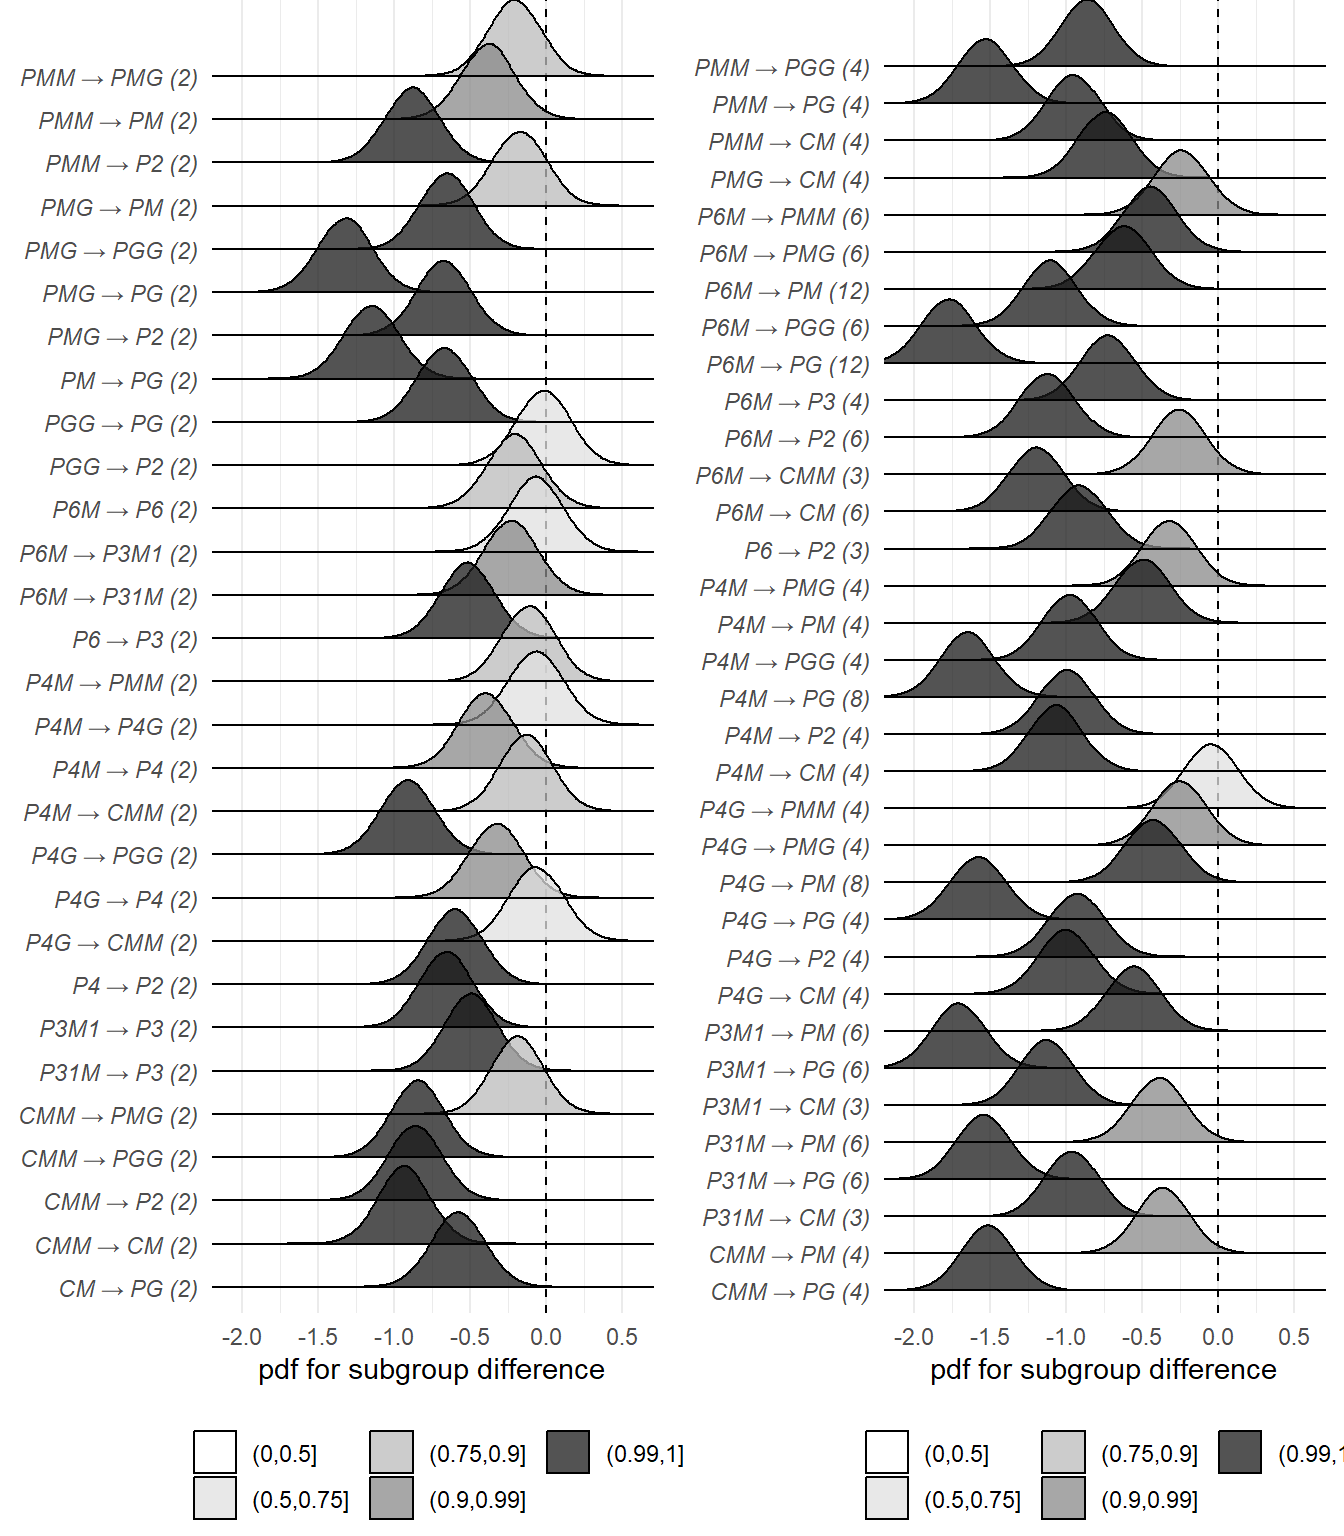 PMM → PMG (2)
PMM → PM (2)
PMM → P2 (2)
PMG → PM (2)
PMG → PGG (2)
PMG → PG (2)
PMG → P2 (2)
PM → PG (2)
PGG → PG (2)
PGG → P2 (2)
P6M → P6 (2)
P6M → P3M1 (2)
P6M → P31M (2)
P6 → P3 (2)
P4M → PMM (2)
P4M → P4G (2)
P4M → P4 (2)
P4M → CMM (2)
P4G → PGG (2)
P4G → P4 (2)
P4G → CMM (2)
P4 → P2 (2)
P3M1 → P3 (2)
P31M → P3 (2)
CMM → PMG (2)
CMM → PGG (2)
CMM → P2 (2)
CMM → CM (2)
CM → PG (2)
-2.0 -1.5 -1.0 -0.5 0.0 0.5
pdf for subgroup difference
(0,0.5] (0.75,0.9] (0.99,1]
(0.5,0.75] (0.9,0.99]
PMM → PGG (4)
PMM → PG (4)
PMM → CM (4)
PMG → CM (4)
P6M → PMM (6)
P6M → PMG (6)
P6M → PM (12)
P6M → PGG (6)
P6M → PG (12)
P6M → P3 (4)
P6M → P2 (6)
P6M → CMM (3)
P6M → CM (6)
P6 → P2 (3)
P4M → PMG (4)
P4M → PM (4)
P4M → PGG (4)
P4M → PG (8)
P4M → P2 (4)
P4M → CM (4)
P4G → PMM (4)
P4G → PMG (4)
P4G → PM (8)
P4G → PG (4)
P4G → P2 (4)
P4G → CM (4)
P3M1 → PM (6)
P3M1 → PG (6)
P3M1 → CM (3)
P31M → PM (6)
P31M → PG (6)
P31M → CM (3)
CMM → PM (4)
CMM → PG (4)
-2.0 -1.5 -1.0 -0.5 0.0 0.5
pdf for subgroup difference
(0,0.5] (0.75,0.9] (0.99,1
(0.5,0.75] (0.9,0.99]